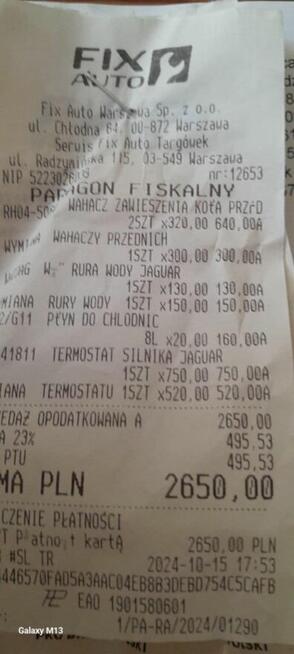 FIX
AUTO
Fix Auto Warszawa Sp. z o.o.
ul. Chłodna 64, 00-872 Warszawa
Serwis Fix Auto Targówek
ul. Radzymińska 115, 03-549 Warszawa
NIP nr:12653
PARAGON FISKALNY
WAHACZ ZAWIESZENIA KOŁA PRZED
2SZT x320,00 640,00A
WYMIANA WAHACZY PRZEDNICH
1SZT x300,00 300,00A
RURA WODY JAGUAR
1SZT x130,00 130,00A
MIANA RURY WODY 1SZT x150,00 150,00A
2/G11 PŁYN DO CHŁODNIC
8L x20,00 160,00A
41811 TERMOSTAT SILNIKA JAGUAR
1SZT x750,00 750,00A
IANA TERMOSTATU 1SZT x520,00 520,00A
EDAŻ OPODATKOWANA A 2650,00
A 23% 495,53
PTU 495,53
MA PLN 2650,00
CZENIE PŁATNOŚCI
Płatność kartą 2650,00 PLN
#SL TR 2024-10-15 17:53
4446570FAD5A3AAC04EB8B3DEBD754C5CAFB
EAO 1901580601
1/PA-RA/2024/01290
Galaxy M13